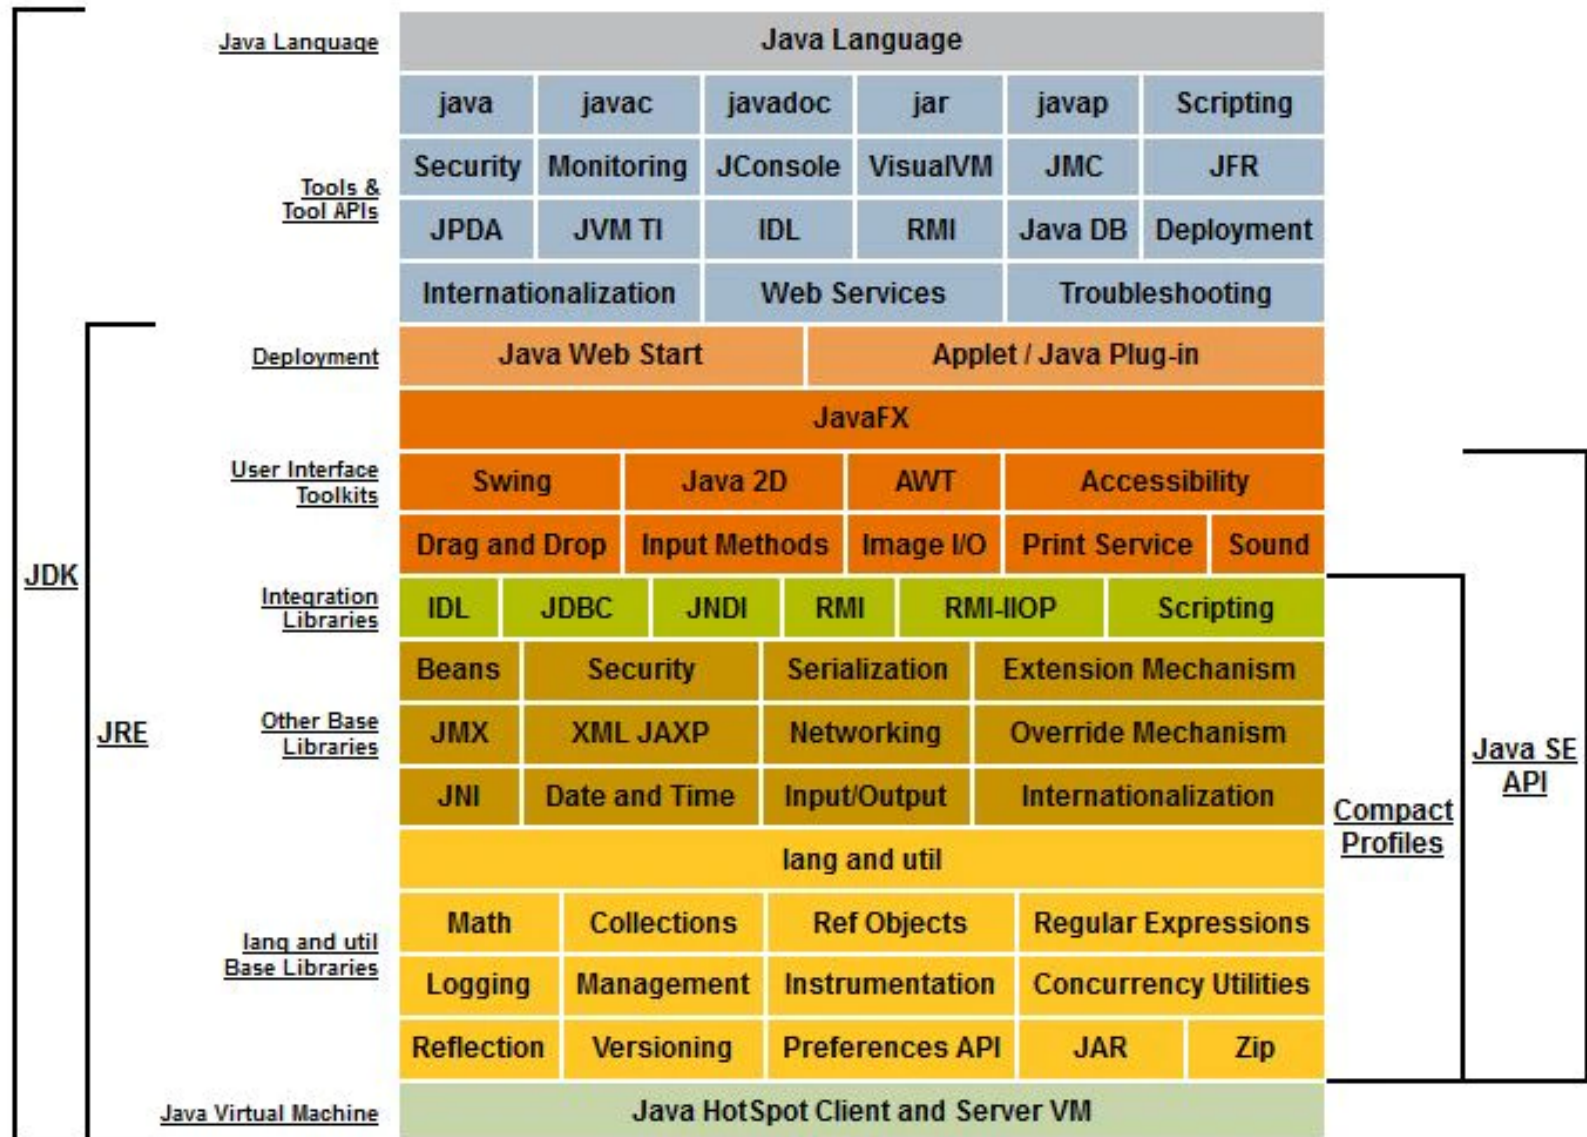 Java Language
Java Language
java javac javadoc jar javap Scripting
Tools &
Tool APIs
Security Monitoring JConsole VisualVM JMC JFR
JPDA JVM TI IDL RMI Java DB Deployment
Internationalization Web Services Troubleshooting
Deployment
Java Web Start Applet / Java Plug-in
JavaFX
User Interface
Toolkits
Swing Java 2D AWT Accessibility
Drag and Drop Input Methods Image I/O Print Service Sound
JDK
Integration
Libraries
IDL JDBC JNDI RMI RMI-IIOP Scripting
Beans Security Serialization Extension Mechanism
JRE
Other Base
Libraries
JMX XML JAXP Networking Override Mechanism
JNI Date and Time Input/Output Internationalization
Java SE
API
Compact
Profiles
lang and util
lang and util
Base Libraries
Math Collections Ref Objects Regular Expressions
Logging Management Instrumentation Concurrency Utilities
Reflection Versioning Preferences API JAR Zip
Java Virtual Machine
Java HotSpot Client and Server VM